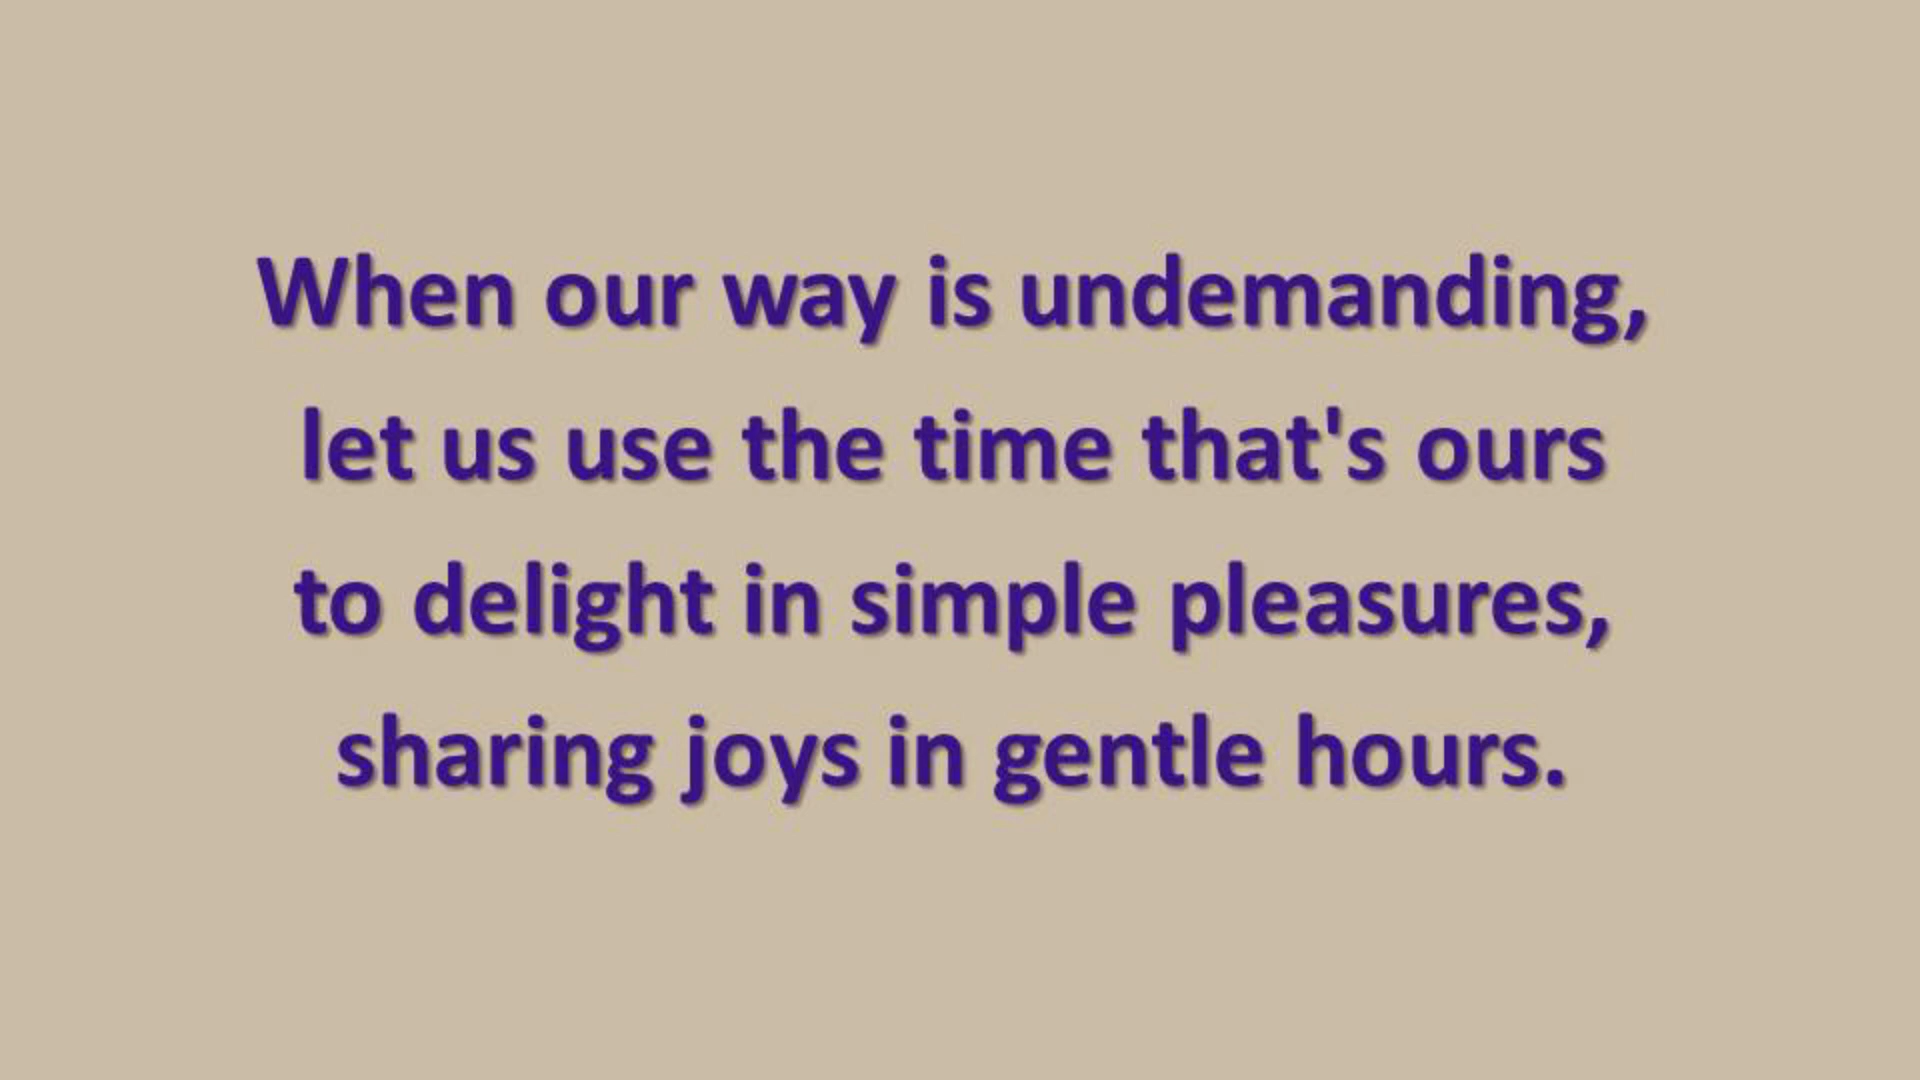 When our way is undemanding,
let us use the time that's ours
to delight in simple pleasures,
sharing joys in gentle hours.